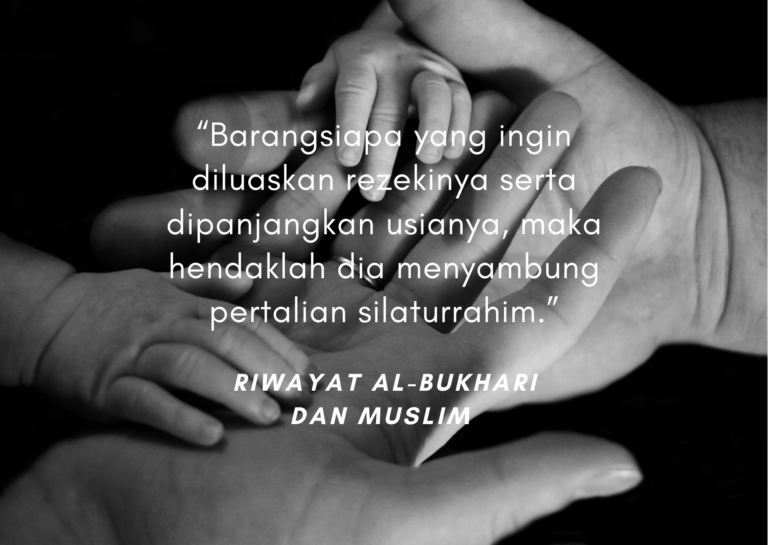 “Barangsiapa yang ingin
diluaskan rezekinya serta
dipanjangkan usianya, maka
hendaklah dia menyambung
pertalian silaturrahim.”
RIWAYAT AL-BUKHARI
DAN MUSLIM